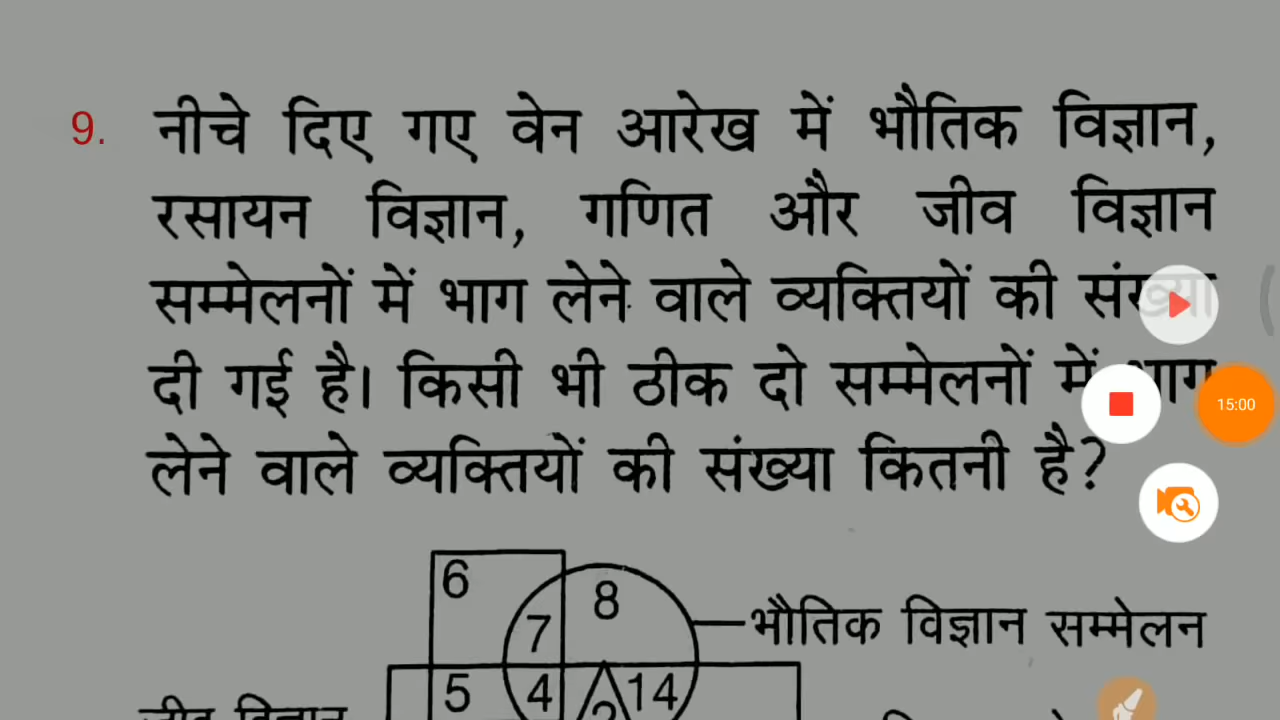 9. नीचे दिए गए वेन आरेख में भौतिक विज्ञान,
रसायन विज्ञान, गणित और जीव विज्ञान
सम्मेलनों में भाग लेने वाले व्यक्तियों की संख्या
दी गई है। किसी भी ठीक दो सम्मेलनों में भाग
लेने वाले व्यक्तियों की संख्या कितनी है?
15:00
6
8
7
भौतिक विज्ञान सम्मेलन
5 4 14